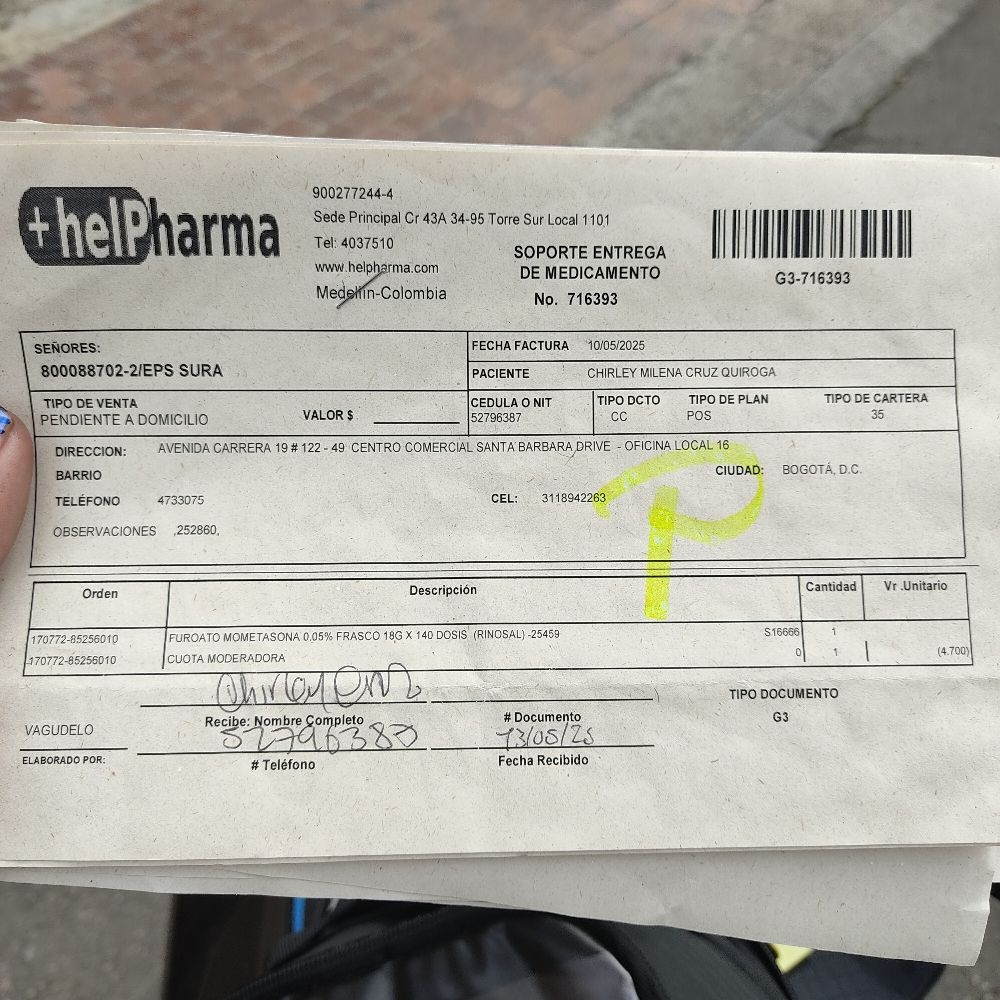 +helPharma
900277244-4
Sede Principal Cr 43A 34-95 Torre Sur Local 1101
Tel: 4037510
www.helpharma.com
Medellin-Colombia
SOPORTE ENTREGA
DE MEDICAMENTO
No. 716393
G3-716393
SEÑORES:
800088702-2/EPS SURA
FECHA FACTURA 10/05/2025
PACIENTE CHIRLEY MILENA CRUZ QUIROGA
TIPO DE VENTA
PENDIENTE A DOMICILIO
VALOR $
CEDULA O NIT
52796387
TIPO DCTO
CC
TIPO DE PLAN
POS
TIPO DE CARTERA
35
DIRECCION: AVENIDA CARRERA 19 # 122 - 49 CENTRO COMERCIAL SANTA BARBARA DRIVE - OFICINA LOCAL 16
BARRIO
CIUDAD: BOGOTÁ, D.C.
TELÉFONO 4733075
CEL: 3118942263
OBSERVACIONES ,252860,
P
Orden Descripción Cantidad Vr .Unitario
170772-85256010 FUROATO MOMETASONA 0.05% FRASCO 18G X 140 DOSIS (RINOSAL) -25459 S16666 1
170772-85256010 CUOTA MODERADORA 0 1 (4.700)
Chirley Cruz
Recibe: Nombre Completo
# Documento
TIPO DOCUMENTO
G3
VAGUDELO
52796383
13/05/25
ELABORADO POR:
# Teléfono
Fecha Recibido